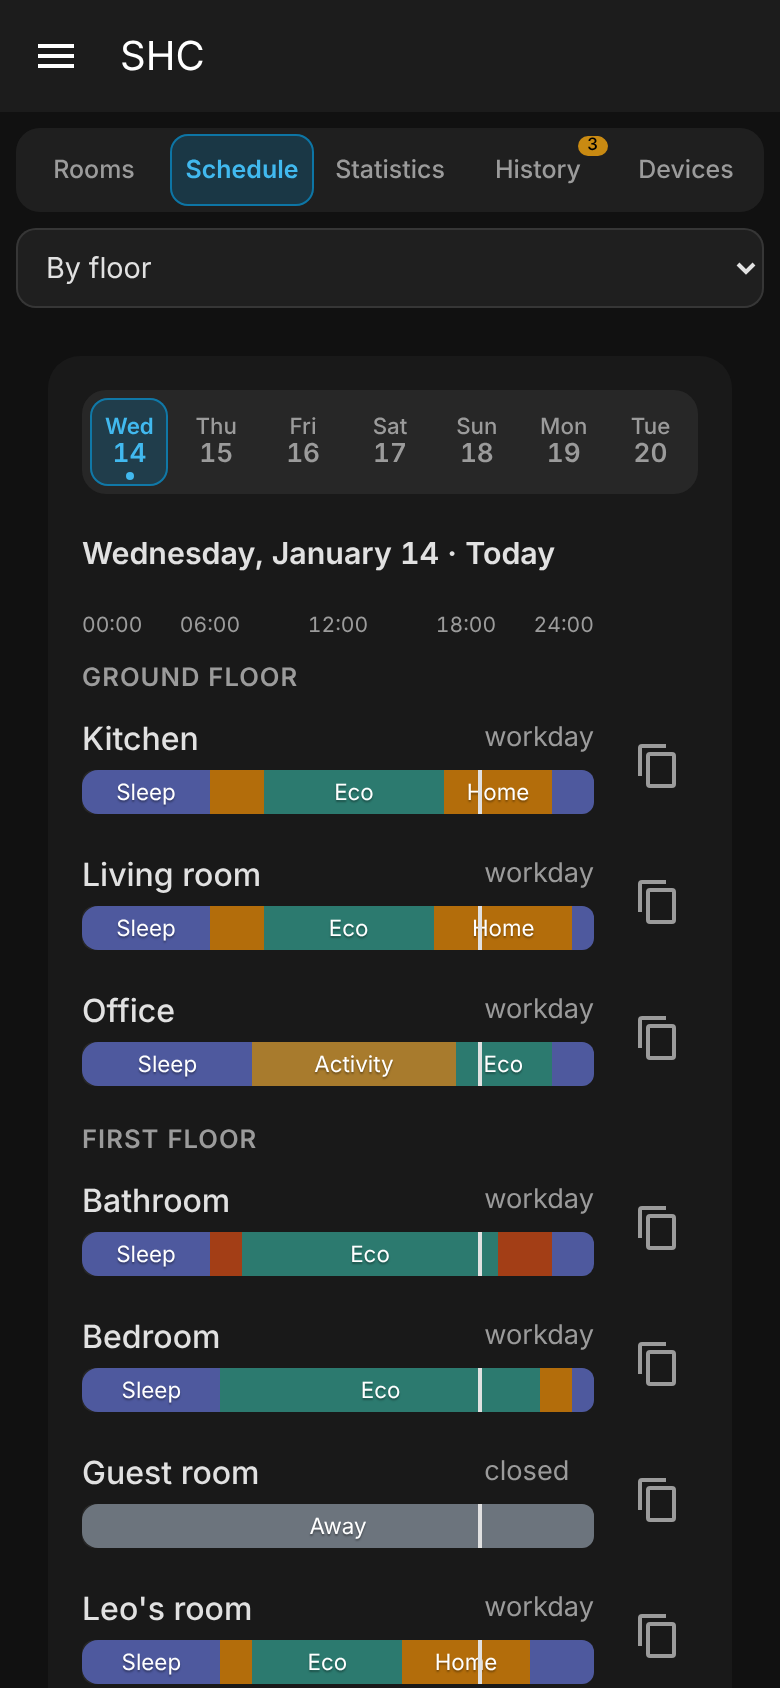 SHC
Rooms Schedule Statistics History 3 Devices
By floor
Wed Thu Fri Sat Sun Mon Tue
14 15 16 17 18 19 20
Wednesday, January 14 · Today
00:00 06:00 12:00 18:00 24:00
GROUND FLOOR
Kitchen workday
Sleep Eco Home
Living room workday
Sleep Eco Home
Office workday
Sleep Activity Eco
FIRST FLOOR
Bathroom workday
Sleep Eco
Bedroom workday
Sleep Eco
Guest room closed
Away
Leo's room workday
Sleep Eco Home